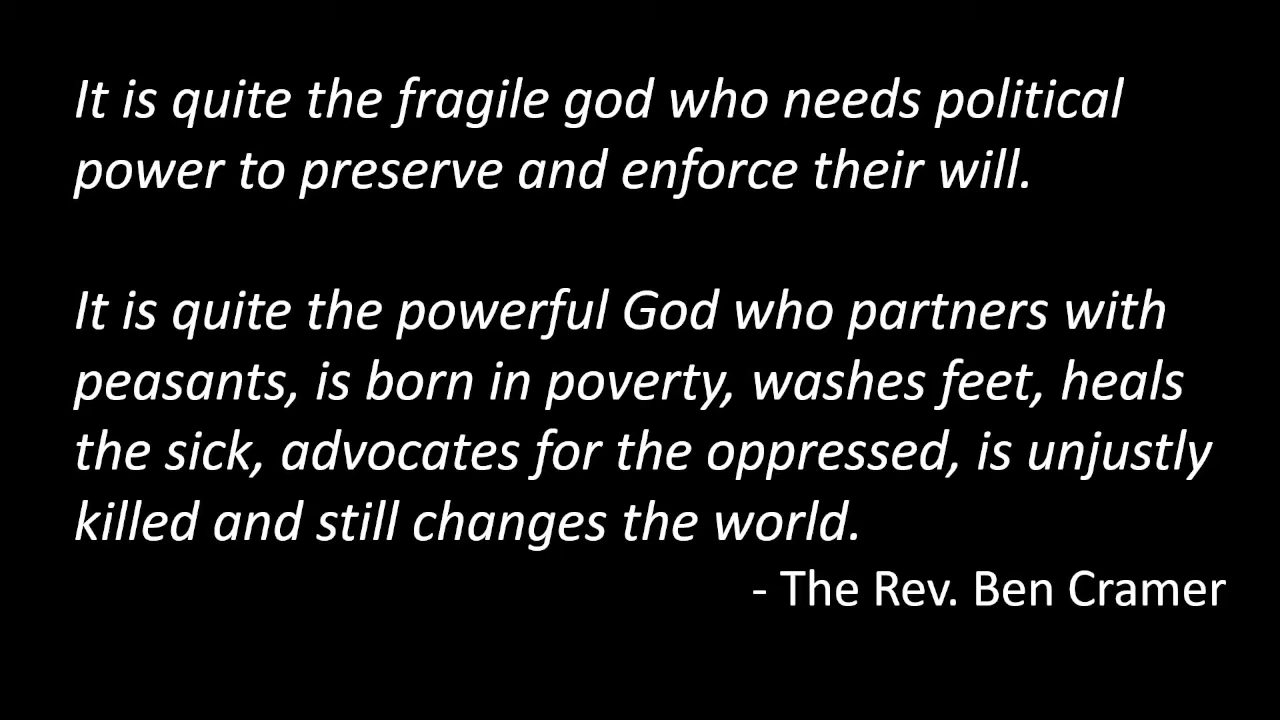 It is quite the fragile god who needs political
power to preserve and enforce their will.
It is quite the powerful God who partners with
peasants, is born in poverty, washes feet, heals
the sick, advocates for the oppressed, is unjustly
killed and still changes the world.
- The Rev. Ben Cramer